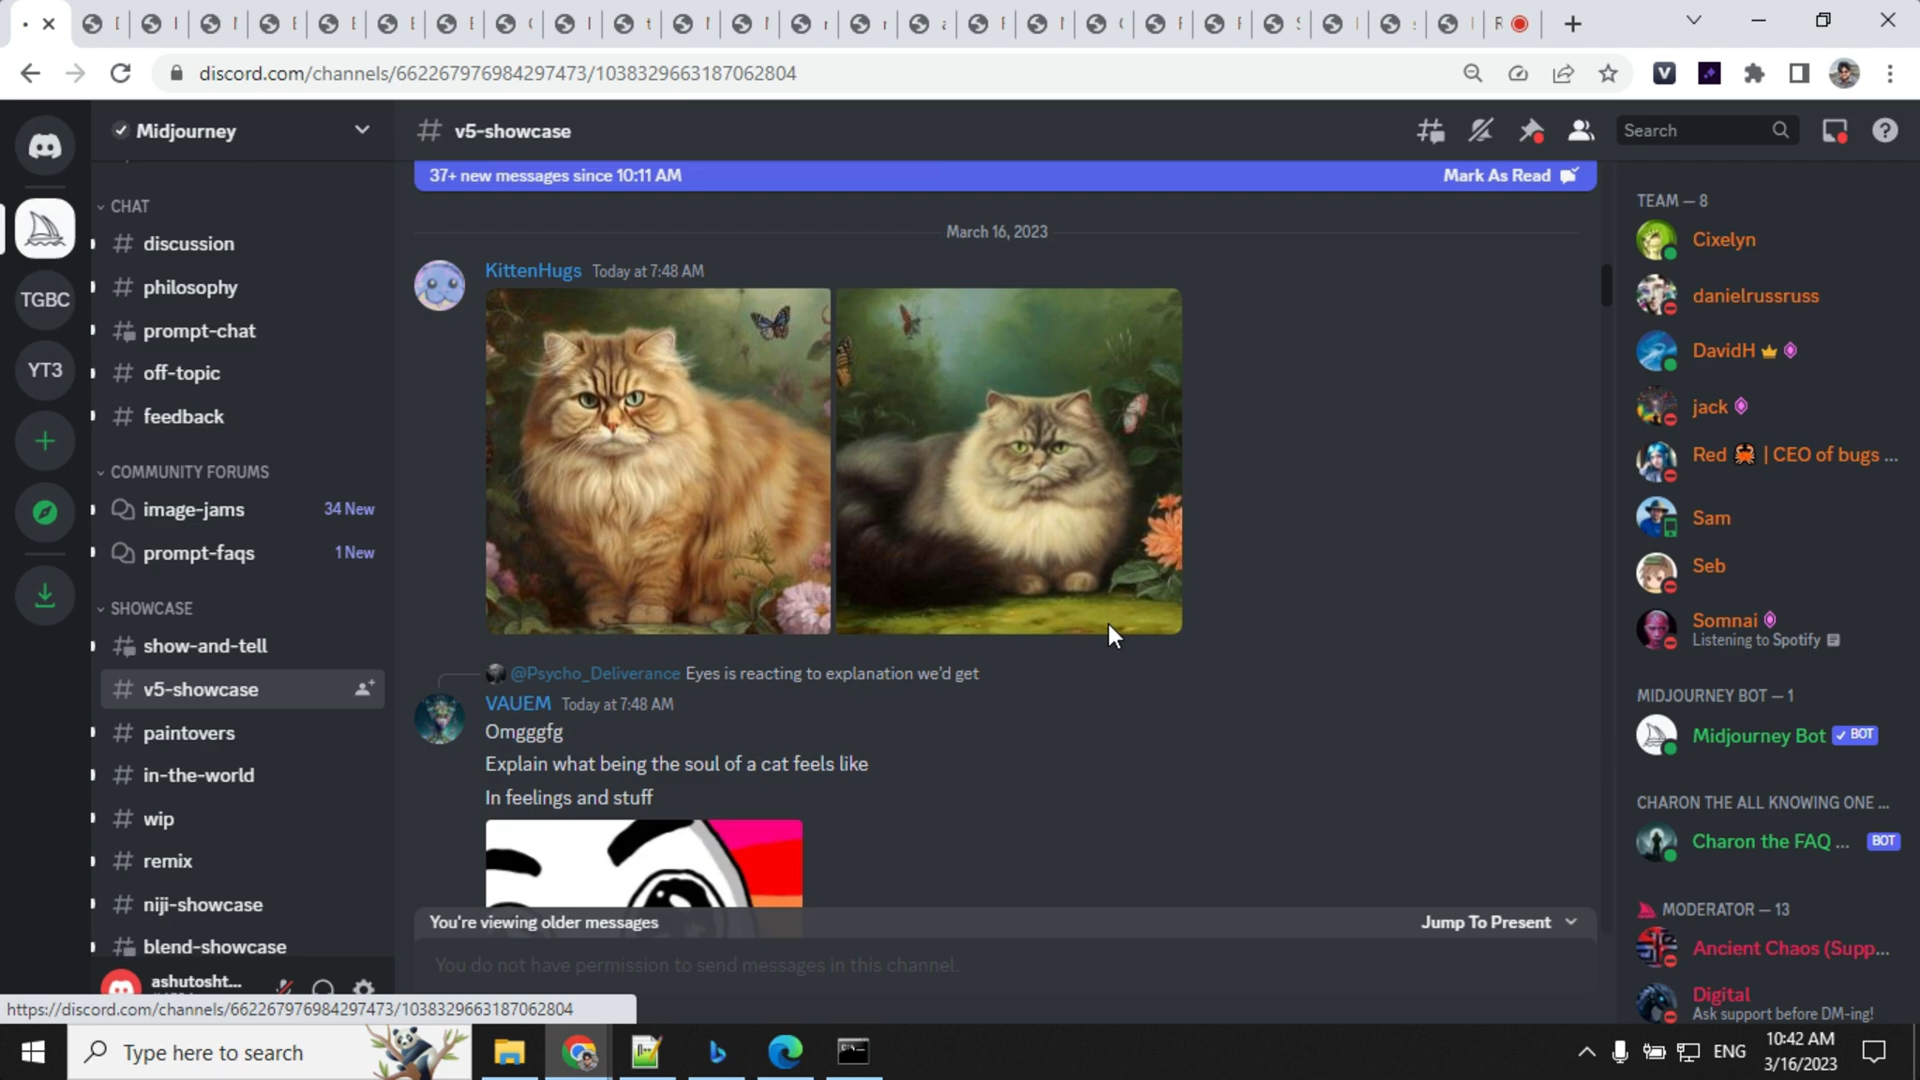 discord.com/channels/662267976984297473/1038329663187062804
Midjourney
v5-showcase
Search
37+ new messages since 10:11 AM
Mark As Read
CHAT
discussion
philosophy
prompt-chat
off-topic
feedback
COMMUNITY FORUMS
image-jams
34 New
prompt-faqs
1 New
SHOWCASE
show-and-tell
v5-showcase
paintovers
in-the-world
wip
remix
niji-showcase
blend-showcase
ashutosht...
TGBC
YT3
March 16, 2023
KittenHugs Today at 7:48 AM
@Psycho_Deliverance Eyes is reacting to explanation we'd get
VAUEM Today at 7:48 AM
Omgggfg
Explain what being the soul of a cat feels like
In feelings and stuff
You're viewing older messages
Jump To Present
You do not have permission to send messages in this channel.
TEAM — 8
Cixelyn
danielrussruss
DavidH
jack
Red | CEO of bugs ...
Sam
Seb
Somnai
Listening to Spotify
MIDJOURNEY BOT — 1
Midjourney Bot BOT
CHARON THE ALL KNOWING ONE ...
Charon the FAQ ... BOT
MODERATOR — 13
Ancient Chaos (Supp...
Digital
Ask support before DM-ing!
https://discord.com/channels/662267976984297473/1038329663187062804
Type here to search
ENG
10:42 AM
3/16/2023